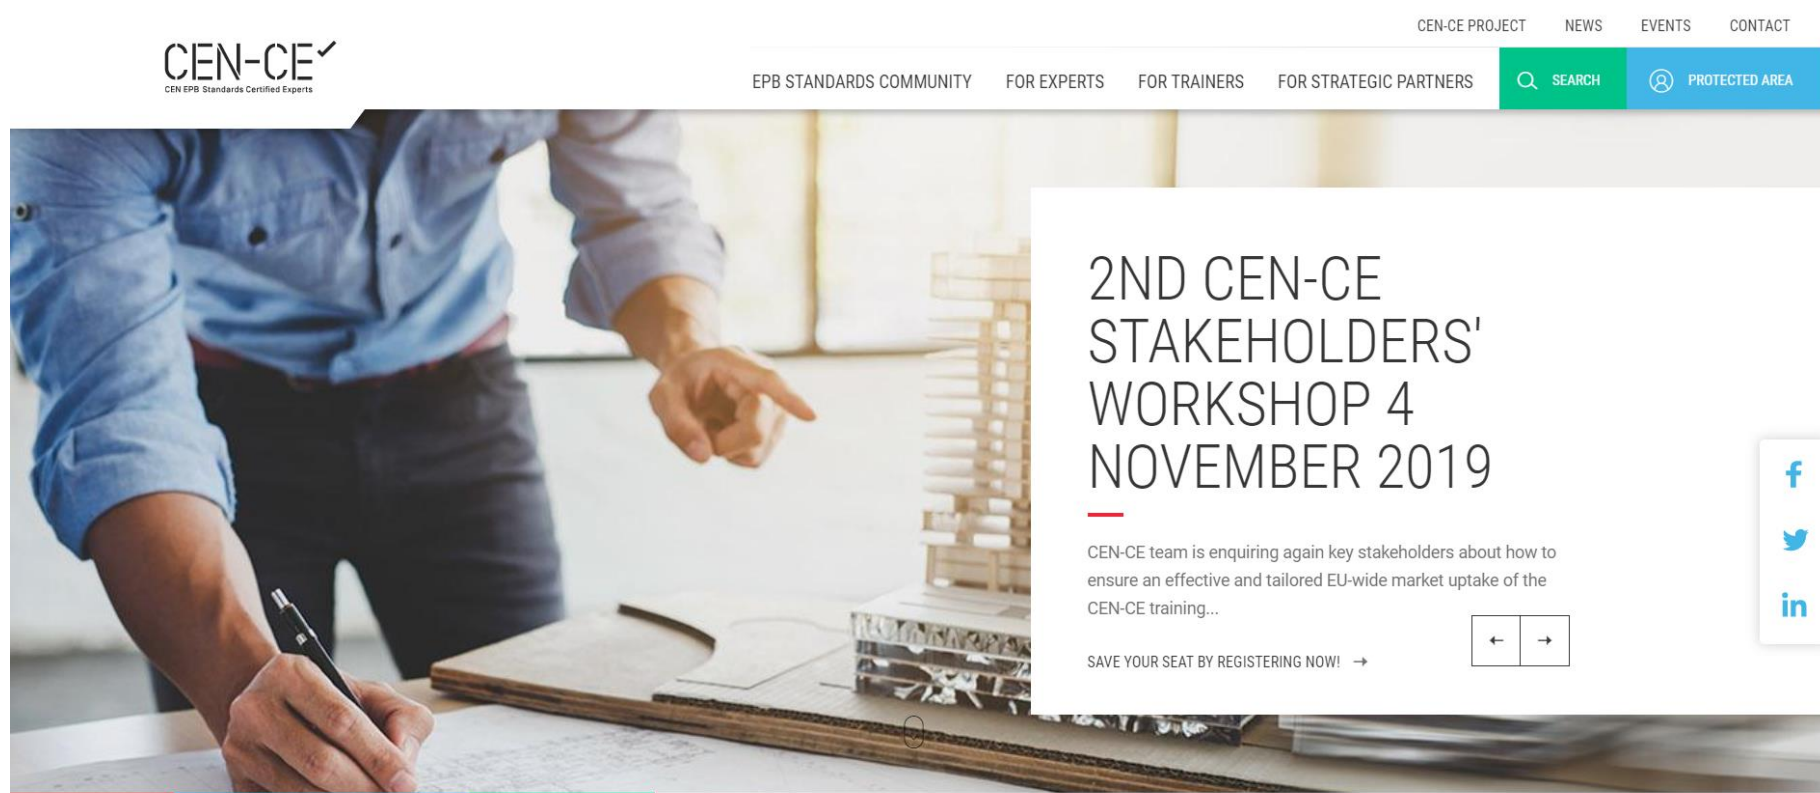 CEN-CE PROJECT NEWS EVENTS CONTACT
CEN-CE
CEN EPB Standards Certified Experts
EPB STANDARDS COMMUNITY FOR EXPERTS FOR TRAINERS FOR STRATEGIC PARTNERS SEARCH PROTECTED AREA
2ND CEN-CE
STAKEHOLDERS'
WORKSHOP 4
NOVEMBER 2019
CEN-CE team is enquiring again key stakeholders about how to
ensure an effective and tailored EU-wide market uptake of the
CEN-CE training...
SAVE YOUR SEAT BY REGISTERING NOW!